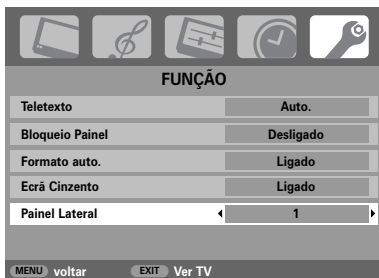 FUNÇÃO
Teletexto Auto.
Bloqueio Painel Desligado
Formato auto. Ligado
Ecrã Cinzento Ligado
Painel Lateral 1
MENU voltar EXIT Ver TV